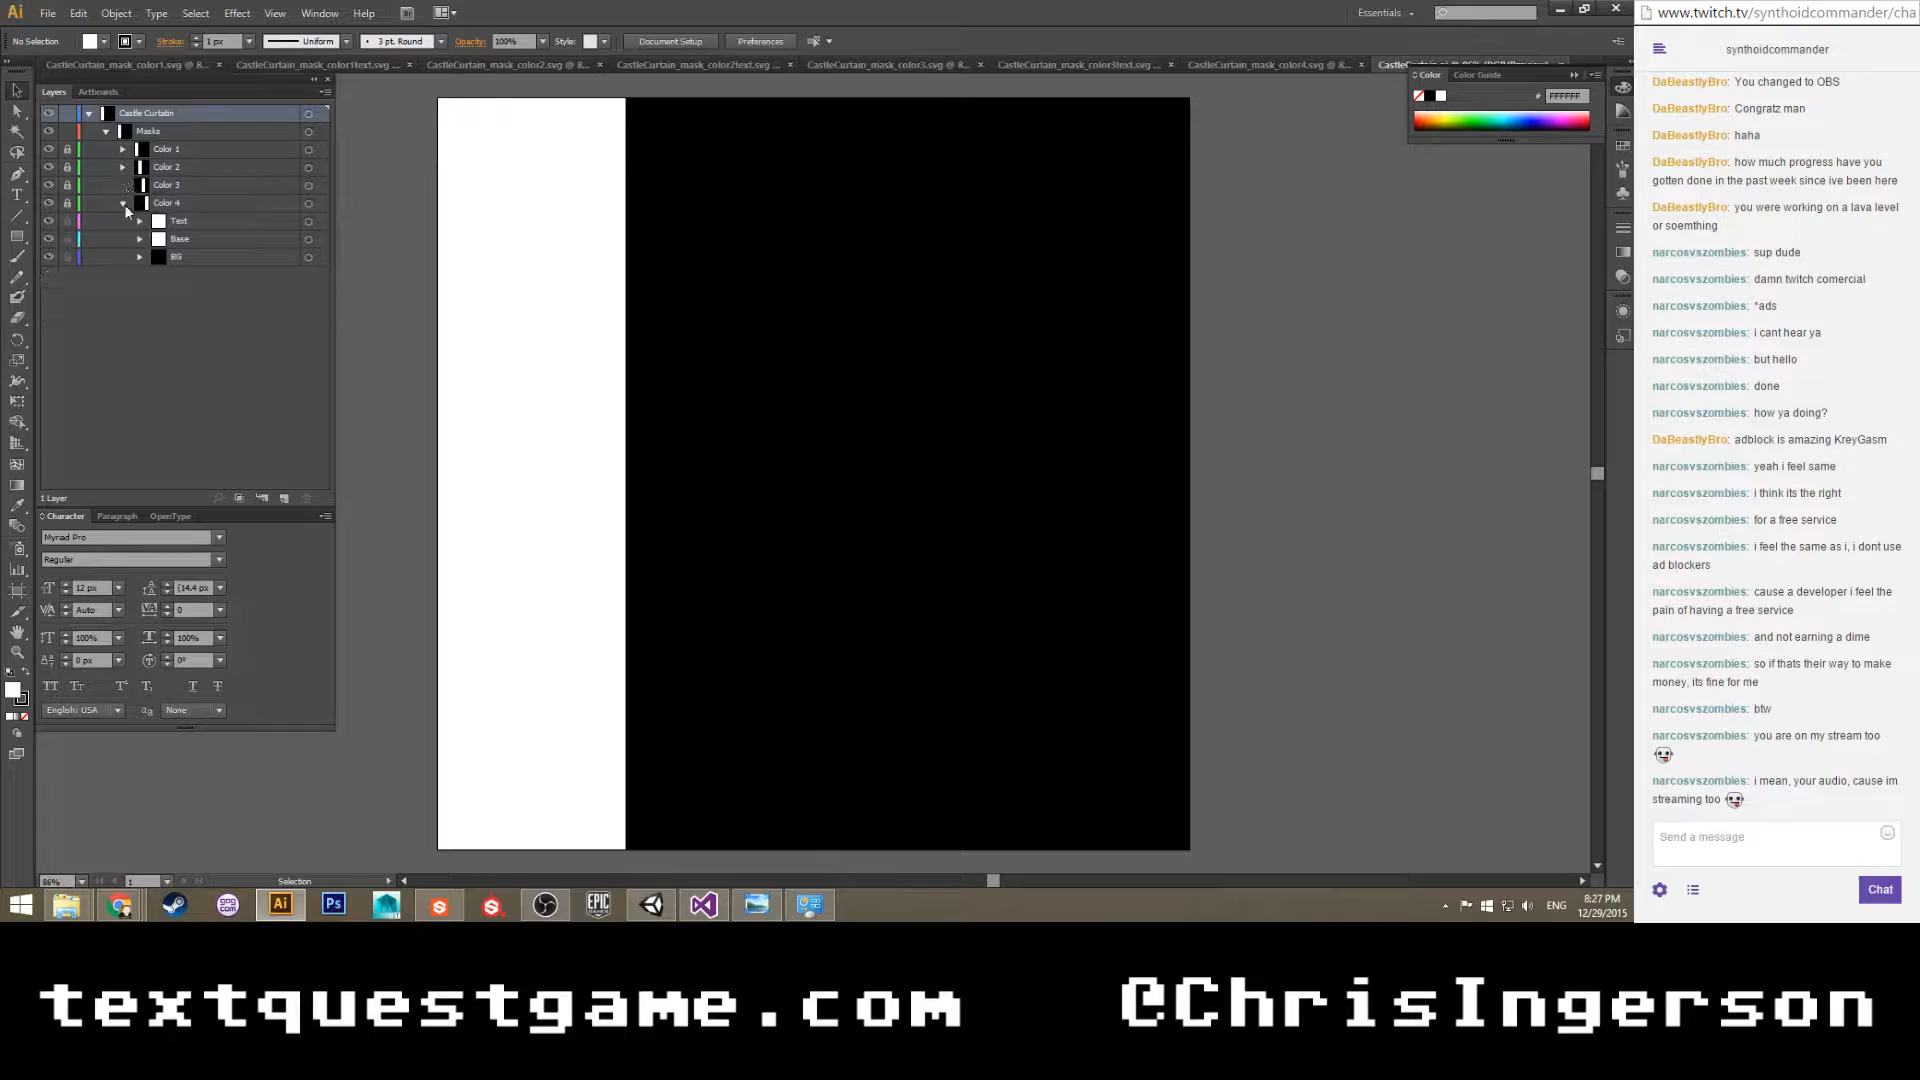 File Edit Object Type Select Effect View Window Help
Essentials
www.twitch.tv/synthoidcommander/cha
No Selection Stroke: 1 px Uniform 3 pt. Round Opacity: 100% Style: Document Setup Preferences
synthoidcommander
CastleCurtain_mask_color1.svg @ 8... CastleCurtain_mask_color1text.svg ... CastleCurtain_mask_color2.svg @ 8... CastleCurtain_mask_color2text.svg ... CastleCurtain_mask_color3.svg @ 8... CastleCurtain_mask_color3text.svg ... CastleCurtain_mask_color4.svg @ 8...
Color Color Guide
# FFFFFF
Layers Artboards
Castle Curtatin
Masks
Color 1
Color 2
Color 3
Color 4
Text
Base
BG
1 Layer
Character Paragraph OpenType
Myriad Pro
Regular
12 px (14.4 px
Auto 0
100% 100%
0 px 0°
English: USA None
86% 1 Selection
DaBeastlyBro: You changed to OBS
DaBeastlyBro: Congratz man
DaBeastlyBro: haha
DaBeastlyBro: how much progress have you
gotten done in the past week since ive been here
DaBeastlyBro: you were working on a lava level
or soemthing
narcosvszombies: sup dude
narcosvszombies: damn twitch comercial
narcosvszombies: *ads
narcosvszombies: i cant hear ya
narcosvszombies: but hello
narcosvszombies: done
narcosvszombies: how ya doing?
DaBeastlyBro: adblock is amazing KreyGasm
narcosvszombies: yeah i feel same
narcosvszombies: i think its the right
narcosvszombies: for a free service
narcosvszombies: i feel the same as i, i dont use
ad blockers
narcosvszombies: cause a developer i feel the
pain of having a free service
narcosvszombies: and not earning a dime
narcosvszombies: so if thats their way to make
money, its fine for me
narcosvszombies: btw
narcosvszombies: you are on my stream too
narcosvszombies: i mean, your audio, cause im
streaming too
Send a message
Chat
Ai Ps EPIC GAMES
gog com
ENG
8:27 PM
12/29/2015
textquestgame.com @ChrisIngerson